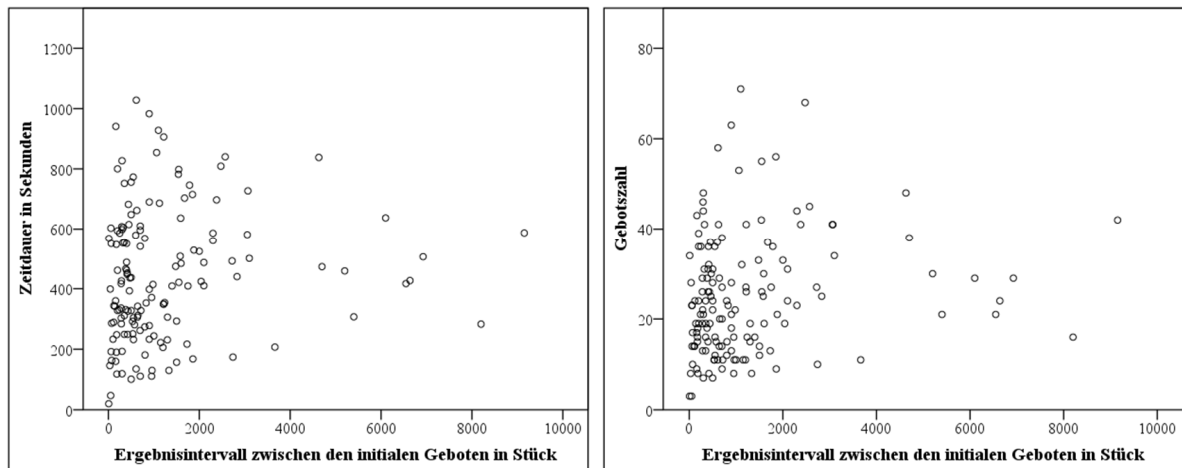 1200
1000
800
600
400
200
0
Zeitdauer in Sekunden
0 2000 4000 6000 8000 10000
Ergebnisintervall zwischen den initialen Geboten in Stück
80
60
40
20
0
Gebotszahl
0 2000 4000 6000 8000 10000
Ergebnisintervall zwischen den initialen Geboten in Stück